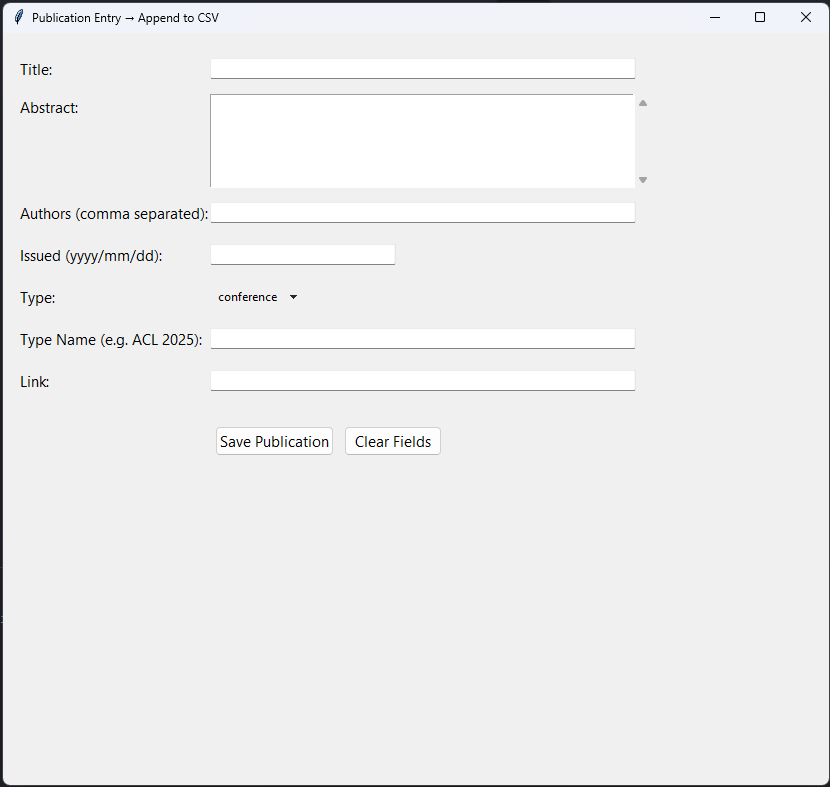 Publication Entry → Append to CSV
Title:
Abstract:
Authors (comma separated):
Issued (yyyy/mm/dd):
Type:
conference
Type Name (e.g. ACL 2025):
Link:
Save Publication
Clear Fields